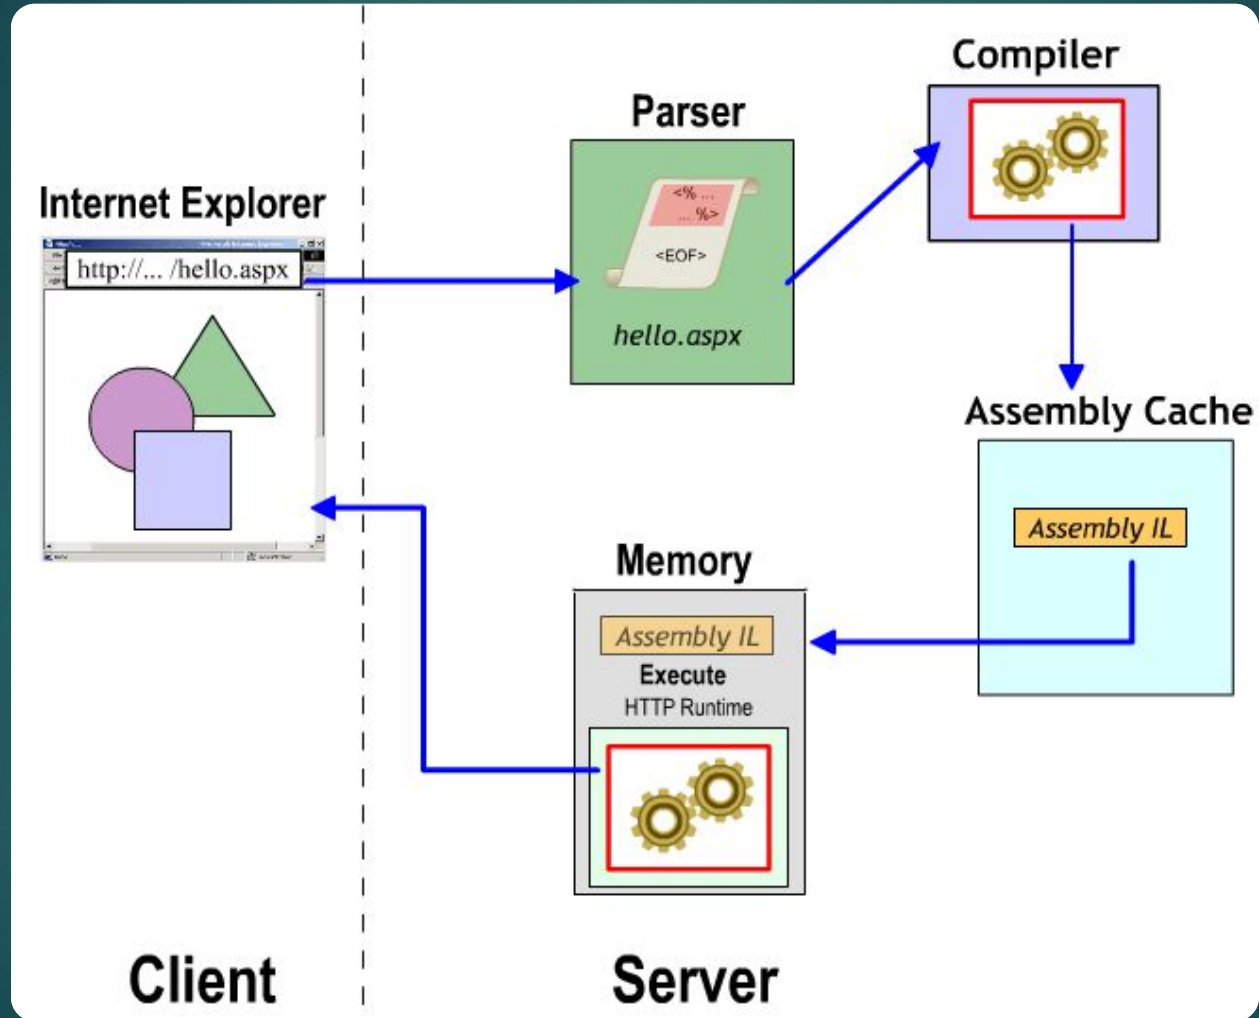 Compiler
Parser
Internet Explorer
http://... /hello.aspx
<% ...
... %>
<EOF>
hello.aspx
Assembly Cache
Assembly IL
Memory
Assembly IL
Execute
HTTP Runtime
Client
Server